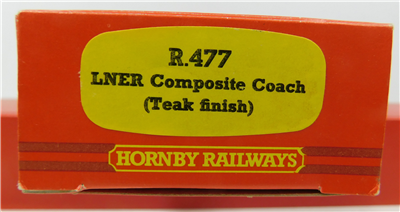 R.477
LNER Composite Coach
(Teak finish)
HORNBY RAILWAYS